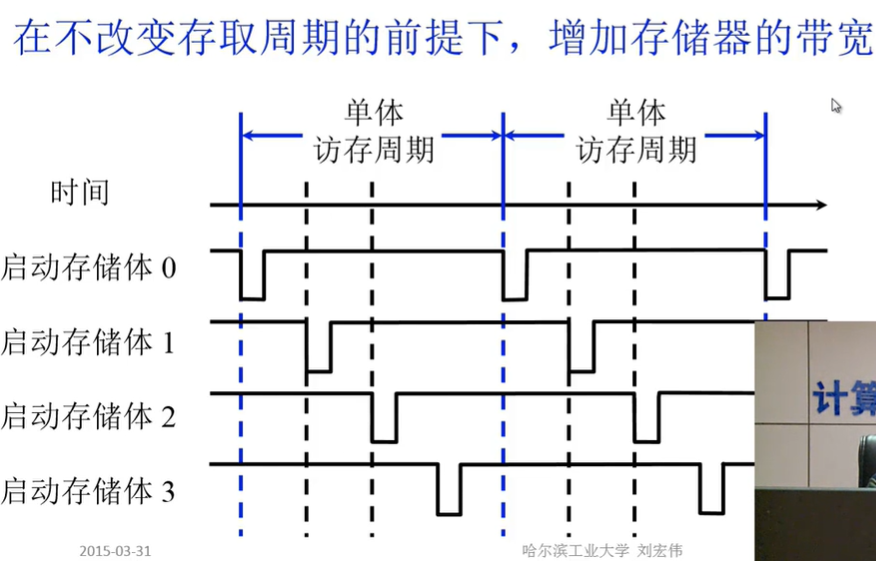 在不改变存取周期的前提下，增加存储器的带宽
单体 单体
访存周期 访存周期
时间
启动存储体 0
启动存储体 1
启动存储体 2
启动存储体 3
计算
2015-03-31 哈尔滨工业大学 刘宏伟